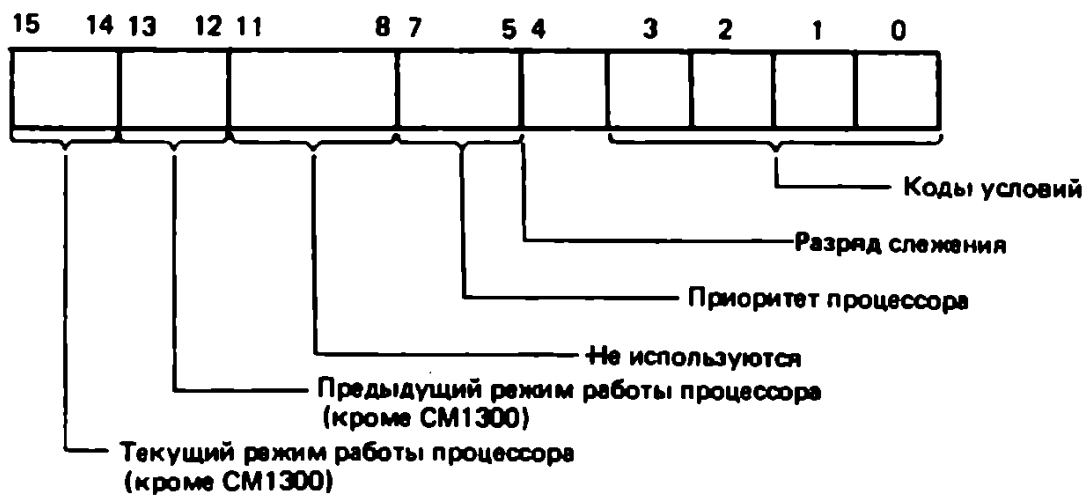 15 14 13 12 11 8 7 5 4 3 2 1 0
Коды условий
Разряд слежения
Приоритет процессора
Не используются
Предыдущий режим работы процессора
(кроме СМ1300)
Текущий режим работы процессора
(кроме СМ1300)